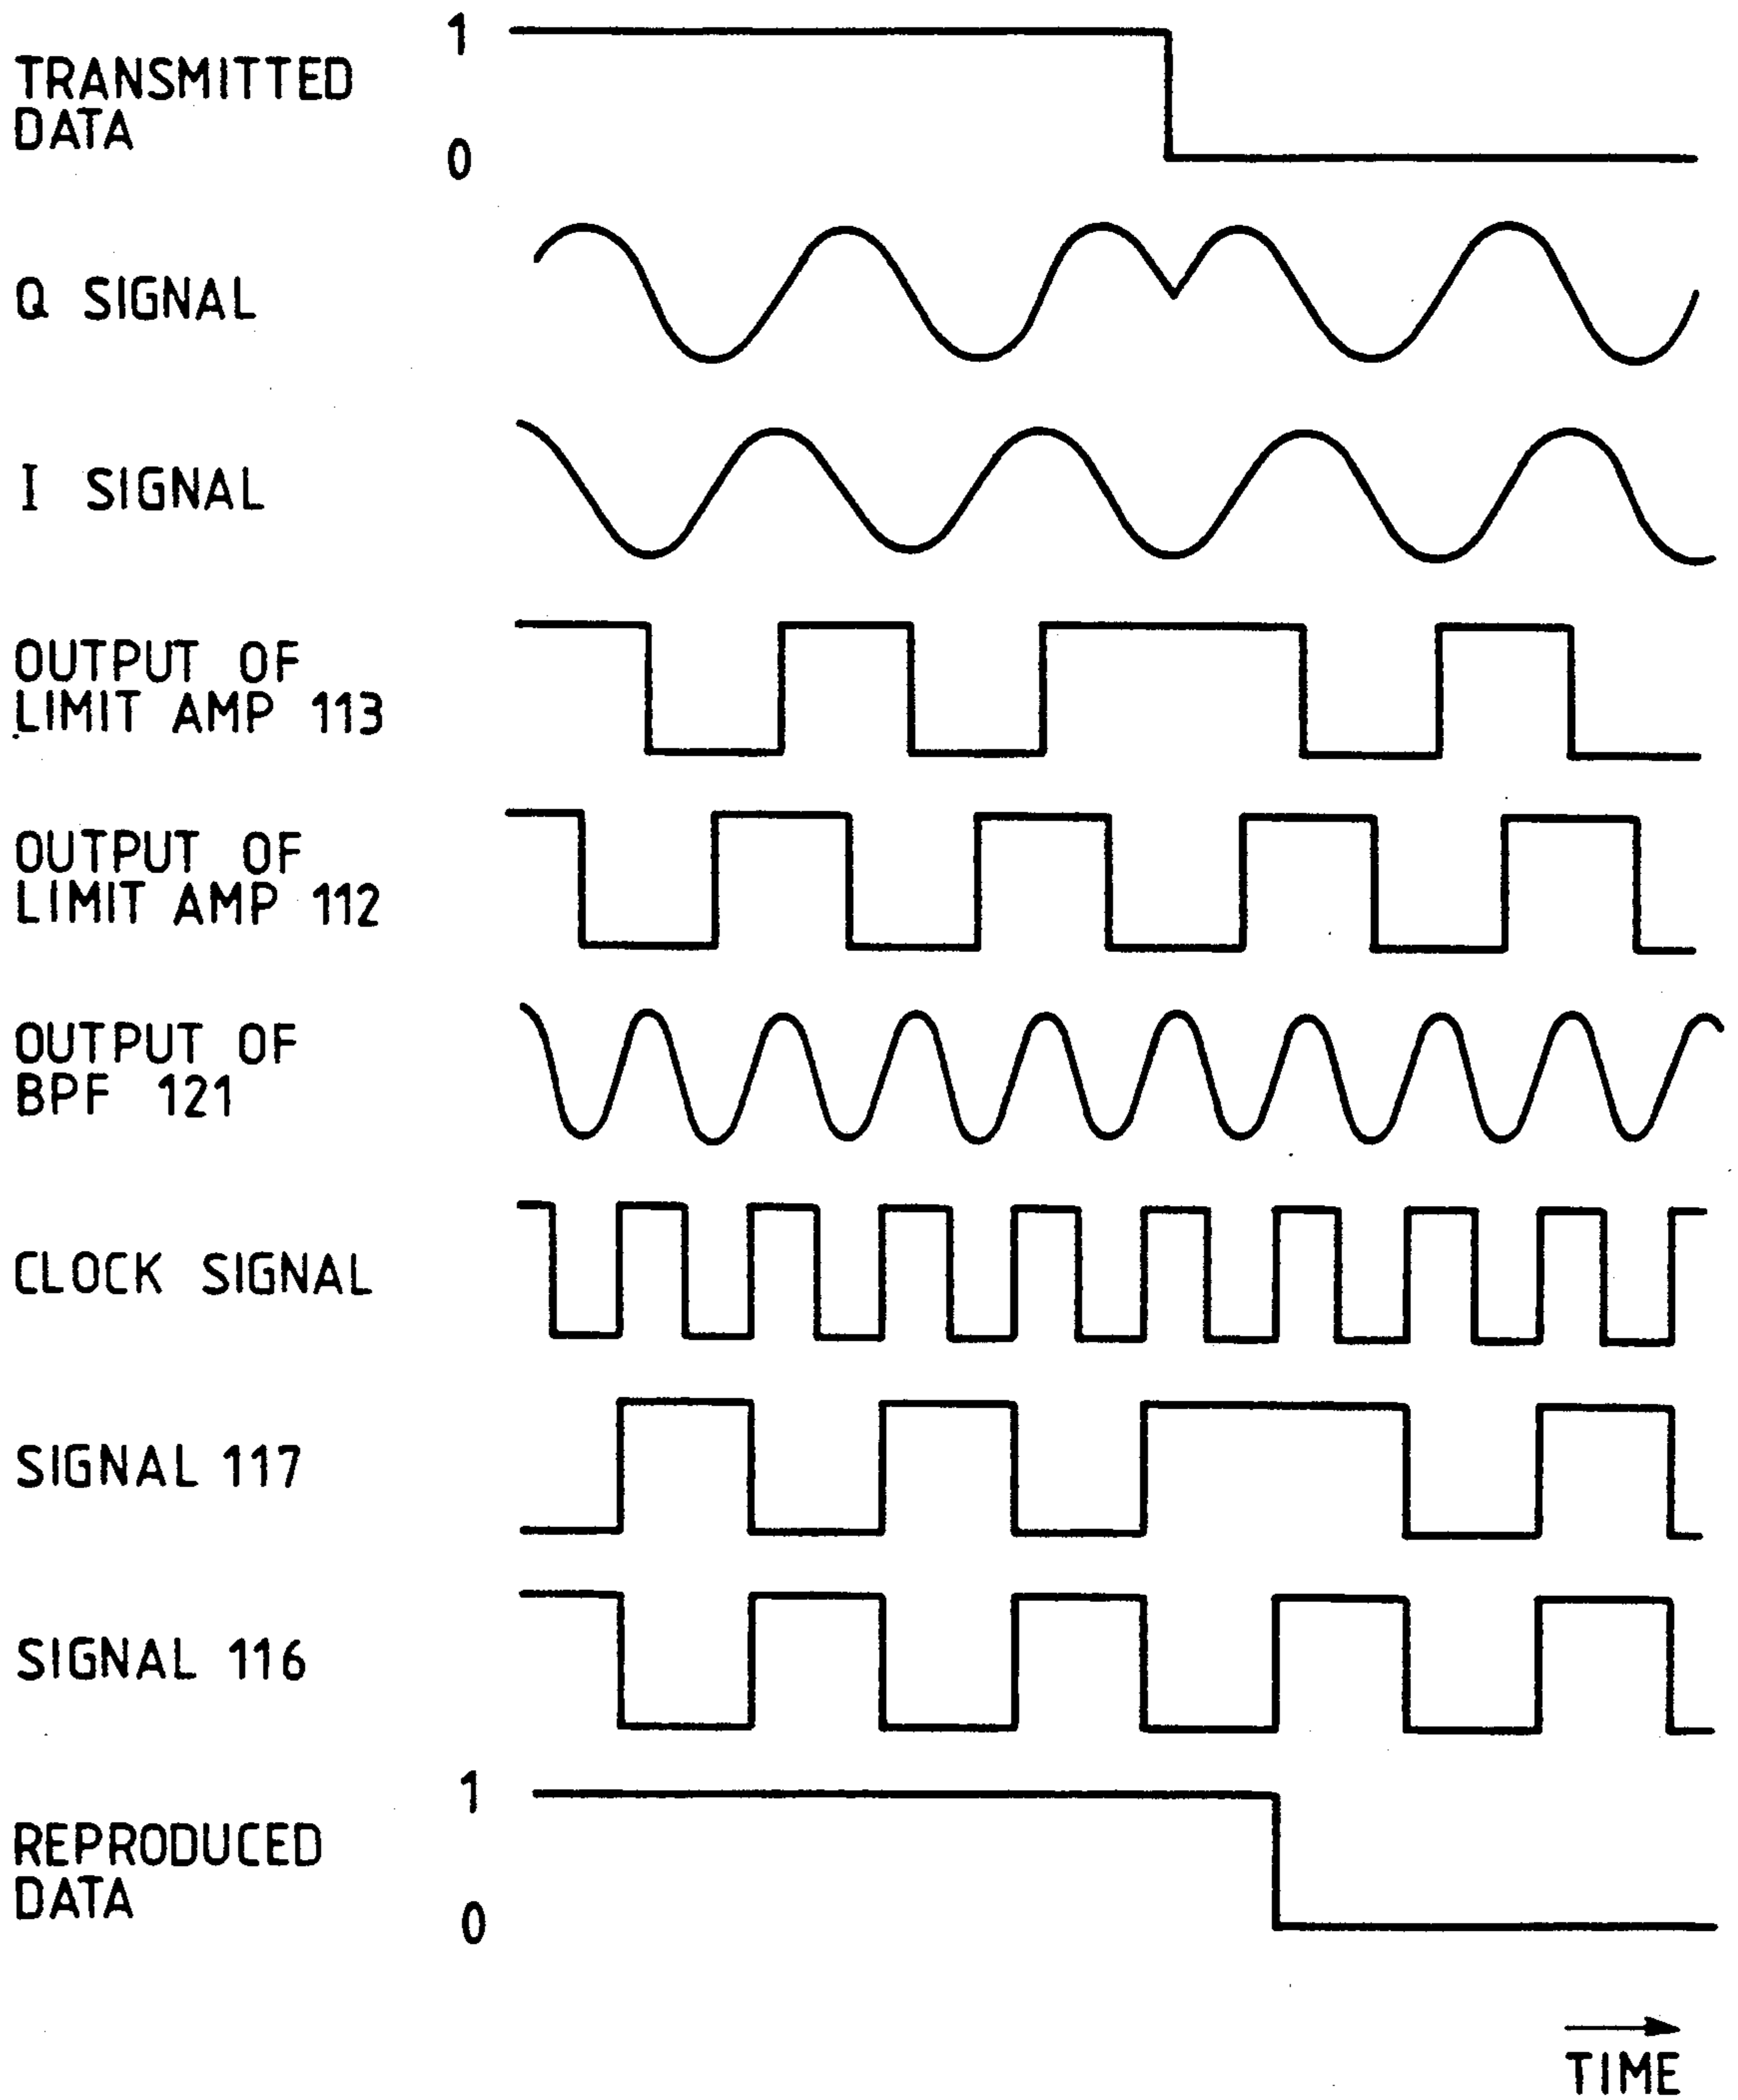 1
TRANSMITTED
DATA
0
Q SIGNAL
I SIGNAL
OUTPUT OF
LIMIT AMP 113
OUTPUT OF
LIMIT AMP 112
OUTPUT OF
BPF 121
CLOCK SIGNAL
SIGNAL 117
SIGNAL 116
1
REPRODUCED
DATA
0
TIME